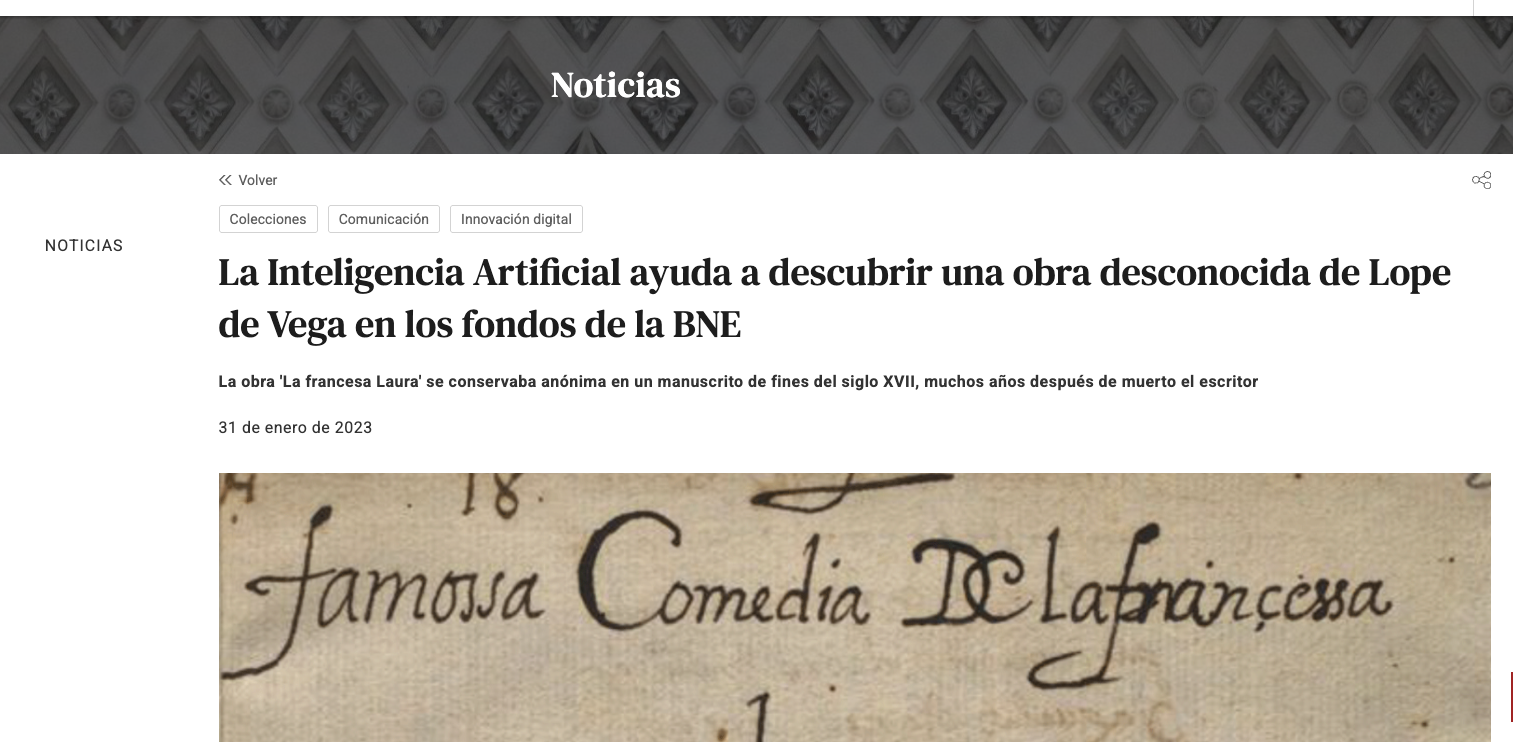 Noticias
Volver
Colecciones Comunicación Innovación digital
NOTICIAS
La Inteligencia Artificial ayuda a descubrir una obra desconocida de Lope
de Vega en los fondos de la BNE
La obra 'La francesa Laura' se conservaba anónima en un manuscrito de fines del siglo XVII, muchos años después de muerto el escritor
31 de enero de 2023
18.
famossa Comedia De la françessa